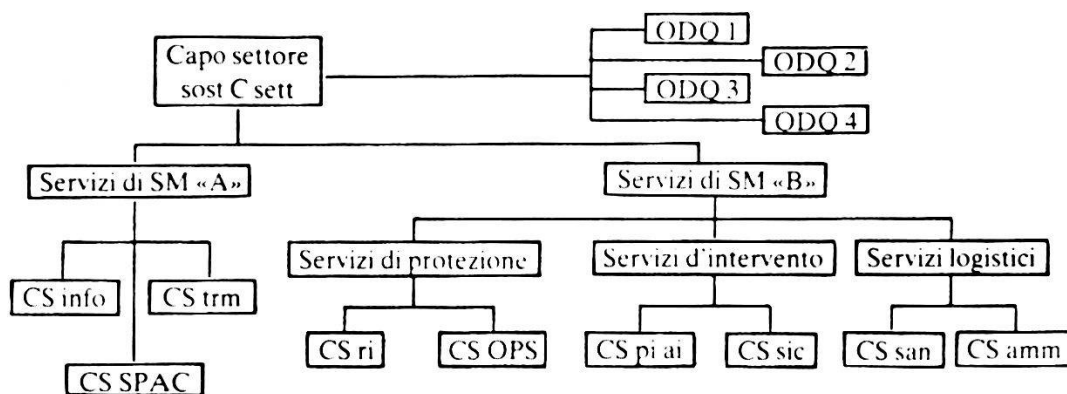 Capo settore
sost C sett
ODQ 1
ODQ 2
ODQ 3
ODQ 4
Servizi di SM «A»
Servizi di SM «B»
CS info
CS trm
CS SPAC
Servizi di protezione
Servizi d'intervento
Servizi logistici
CS ri
CS OPS
CS pi ai
CS sic
CS san
CS amm